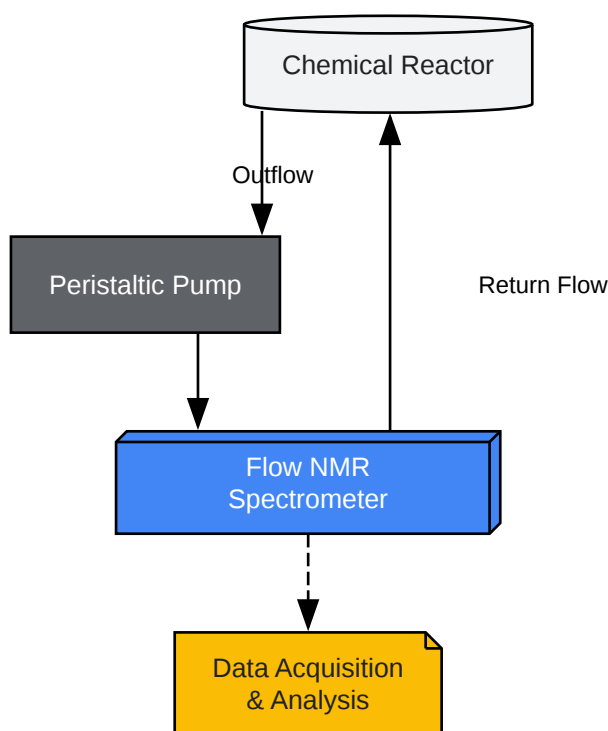 Chemical Reactor
Outflow
Peristaltic Pump
Return Flow
Flow NMR
Spectrometer
Data Acquisition
& Analysis